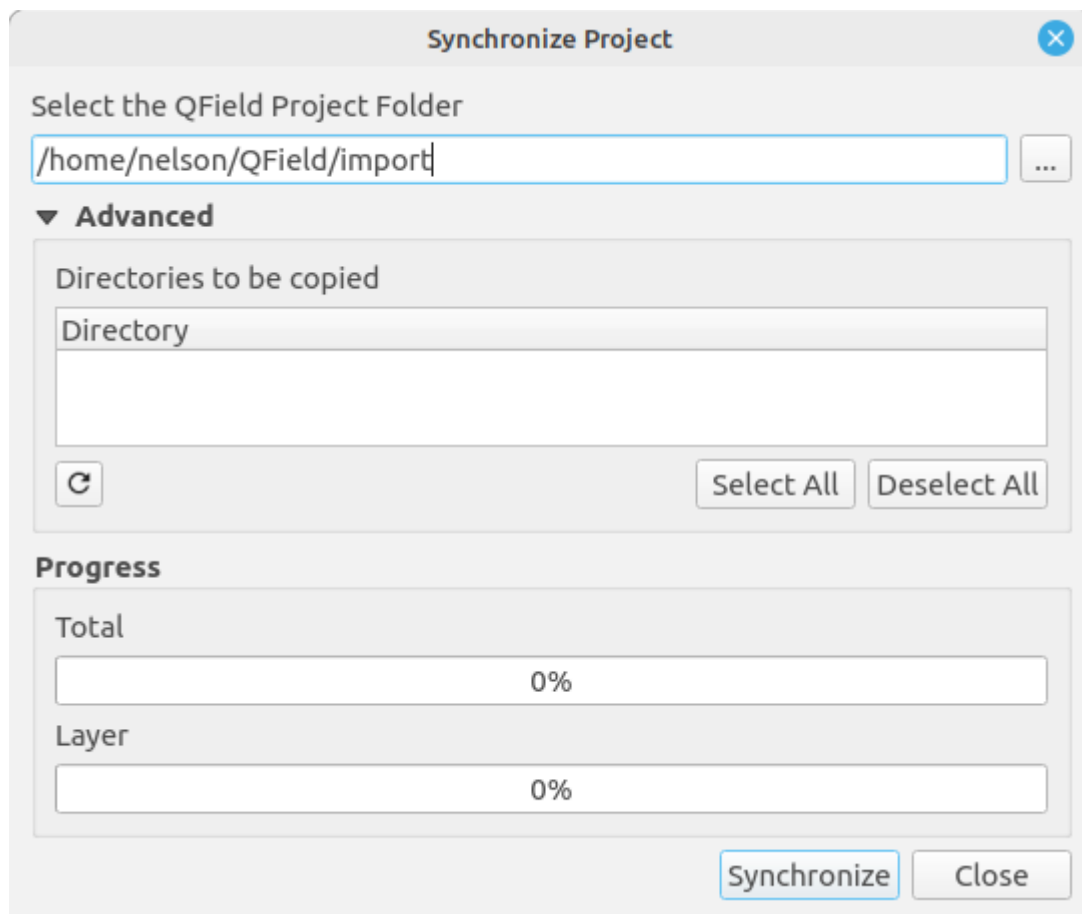 Synchronize Project
Select the QField Project Folder
/home/nelson/QField/import
...
Advanced
Directories to be copied
Directory
Select All
Deselect All
Progress
Total
0%
Layer
0%
Synchronize
Close